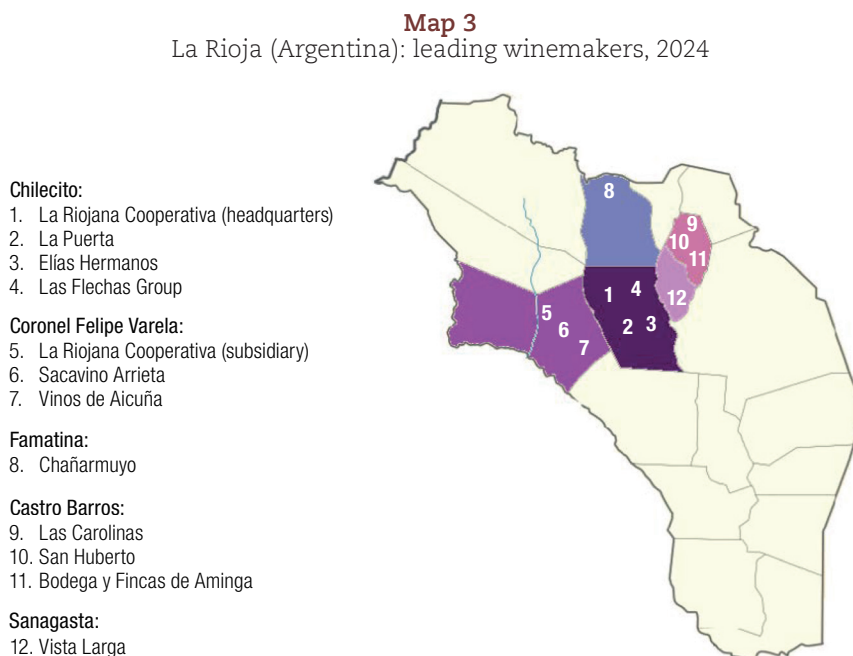 Map 3
La Rioja (Argentina): leading winemakers, 2024
Chilecito:
1. La Riojana Cooperativa (headquarters)
2. La Puerta
3. Elías Hermanos
4. Las Flechas Group
Coronel Felipe Varela:
5. La Riojana Cooperativa (subsidiary)
6. Sacavino Arrieta
7. Vinos de Aicuña
Famatina:
8. Chañarmuyo
Castro Barros:
9. Las Carolinas
10. San Huberto
11. Bodega y Fincas de Aminga
Sanagasta:
12. Vista Larga
8
9
10
11
1
4
12
5
6
2
3
7